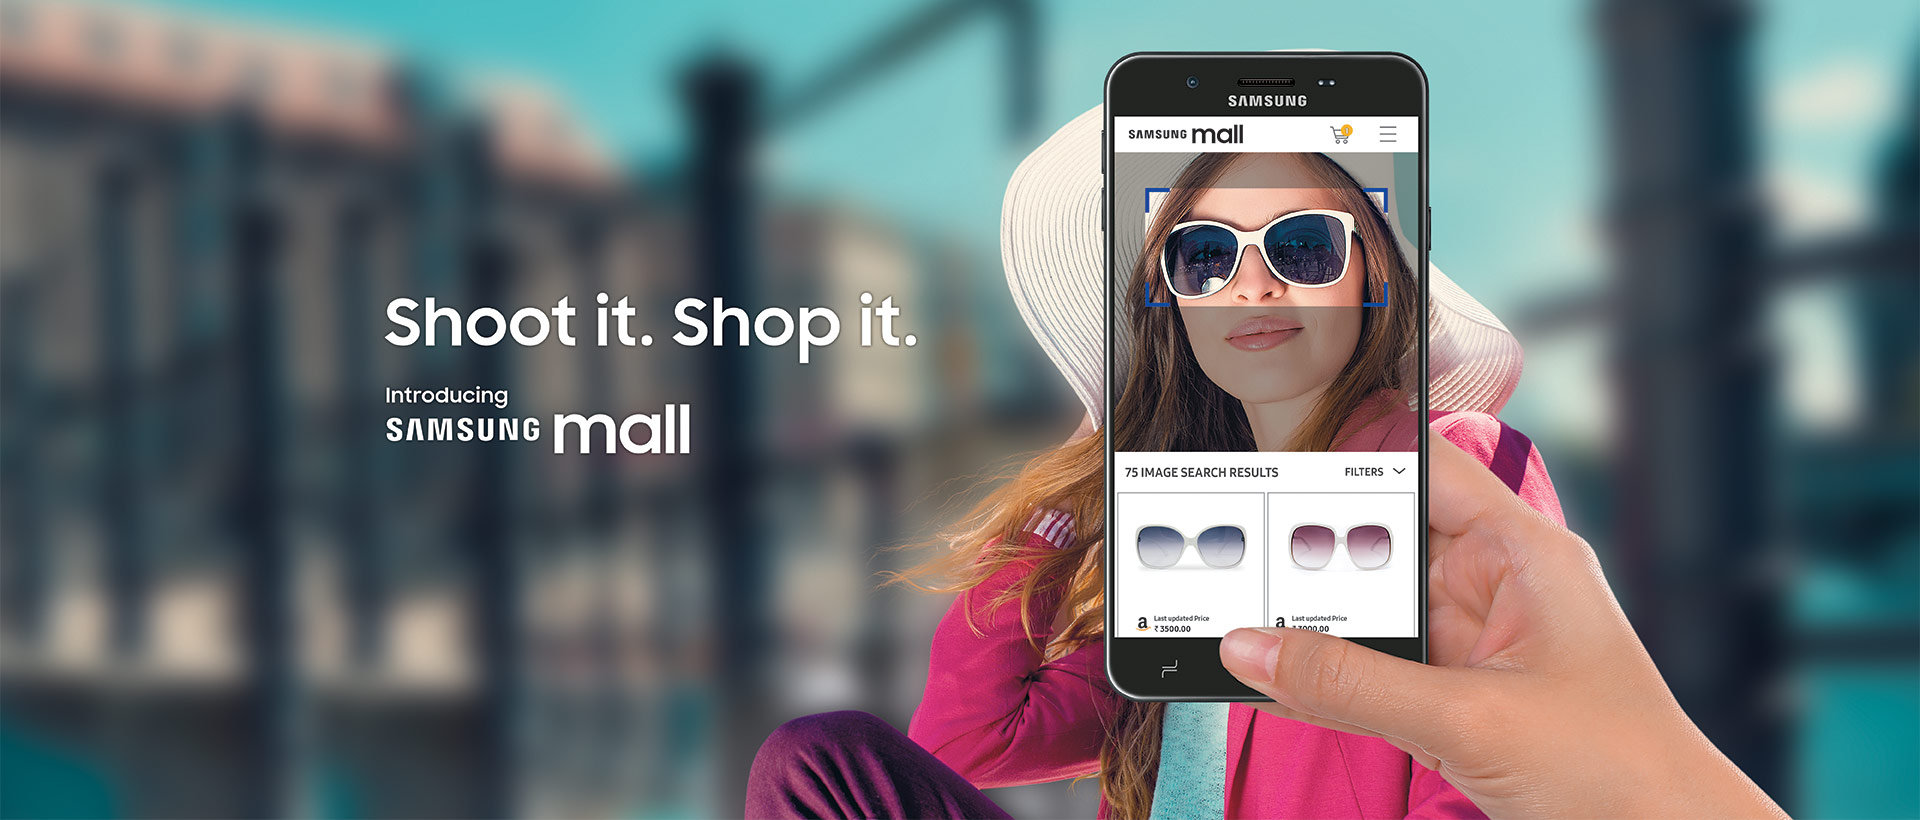 Shoot it. Shop it.
Introducing
SAMSUNG mall
SAMSUNG
SAMSUNG mall
0
75 IMAGE SEARCH RESULTS
FILTERS
a Last updated Price
₹ 3500.00
a Last updated Price
₹ 3000.00